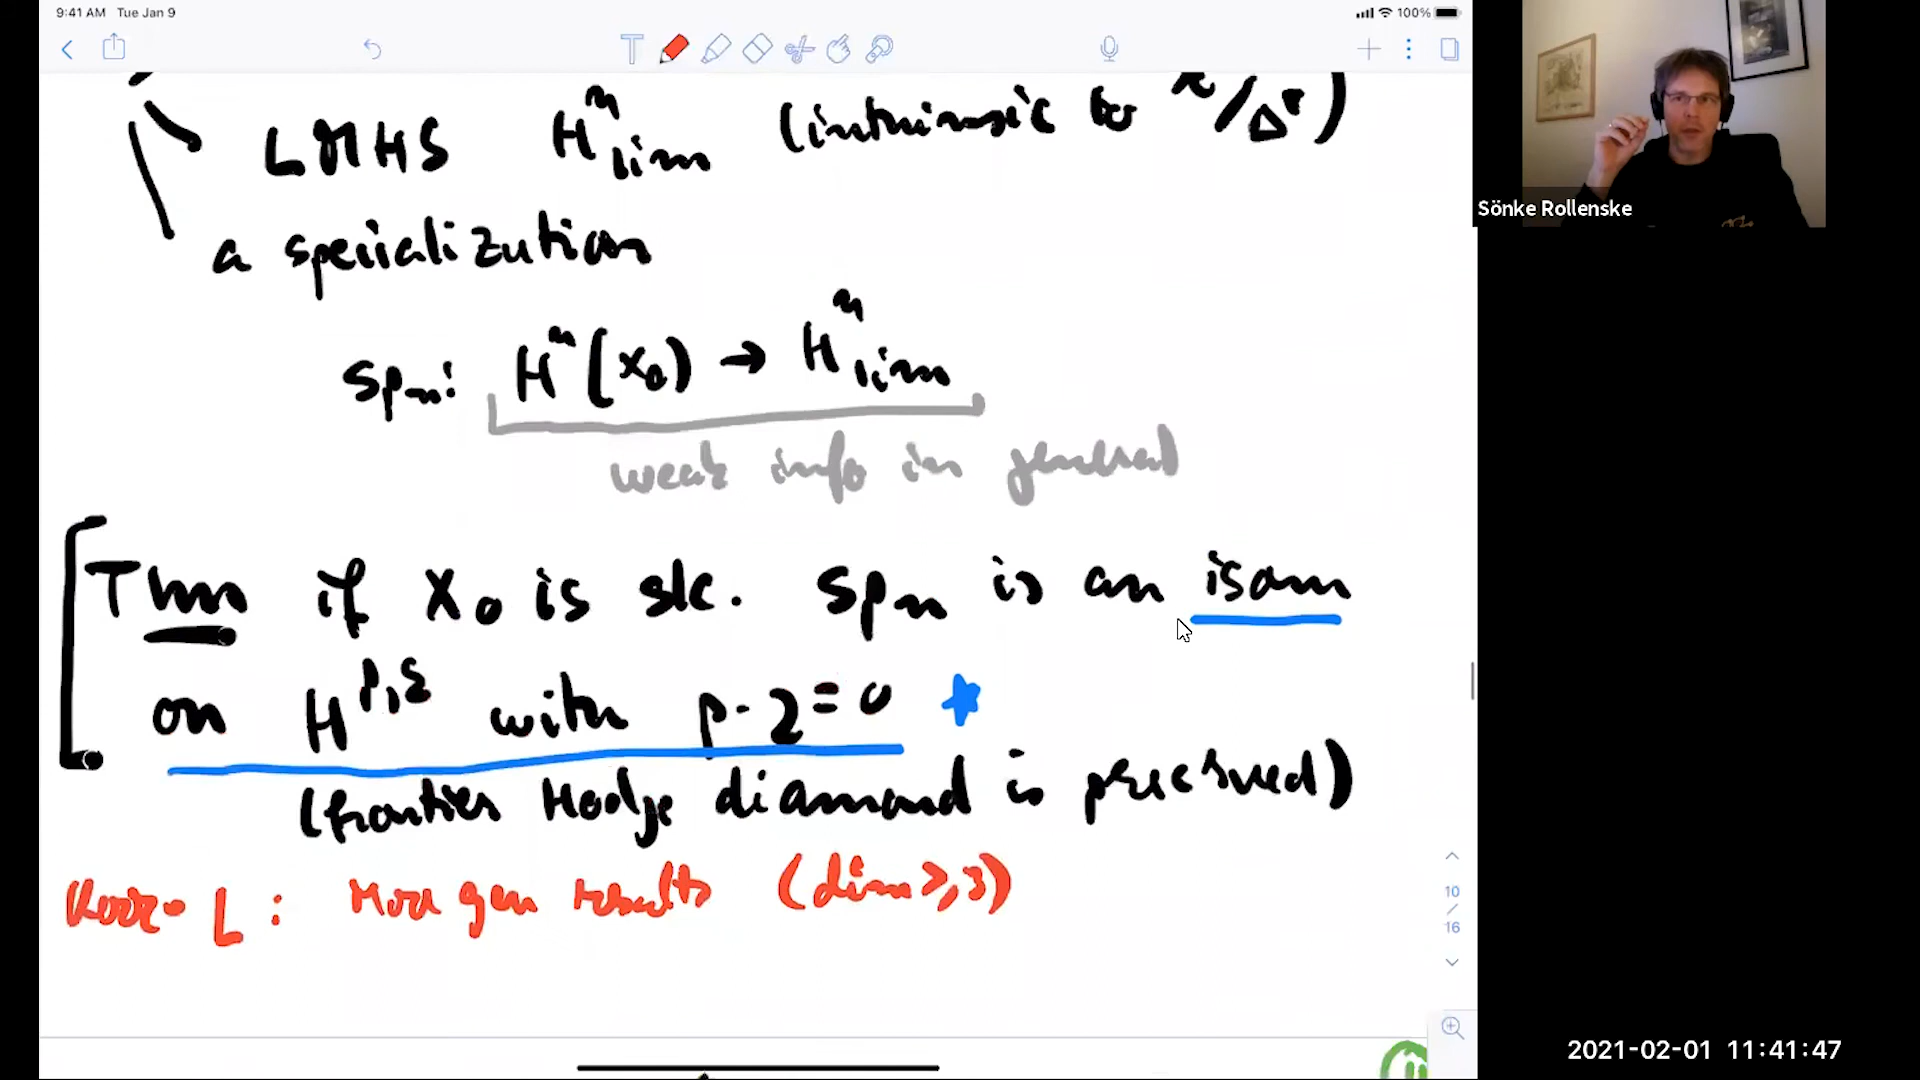 9:41 AM Tue Jan 9
100%
LMHS H^n_lim (intrinsic to X/Δ^*)
a specialization
sp_n: H^n(X_0) → H^n_lim
weak info in general
Thm if X_0 is slc. sp_n is an isom
on H^{p,q} with p·q = 0
(frontier Hodge diamond is preserved)
L: More gen results (dim ≥ 3)
10
/
16
Sönke Rollenske
2021-02-01 11:41:47